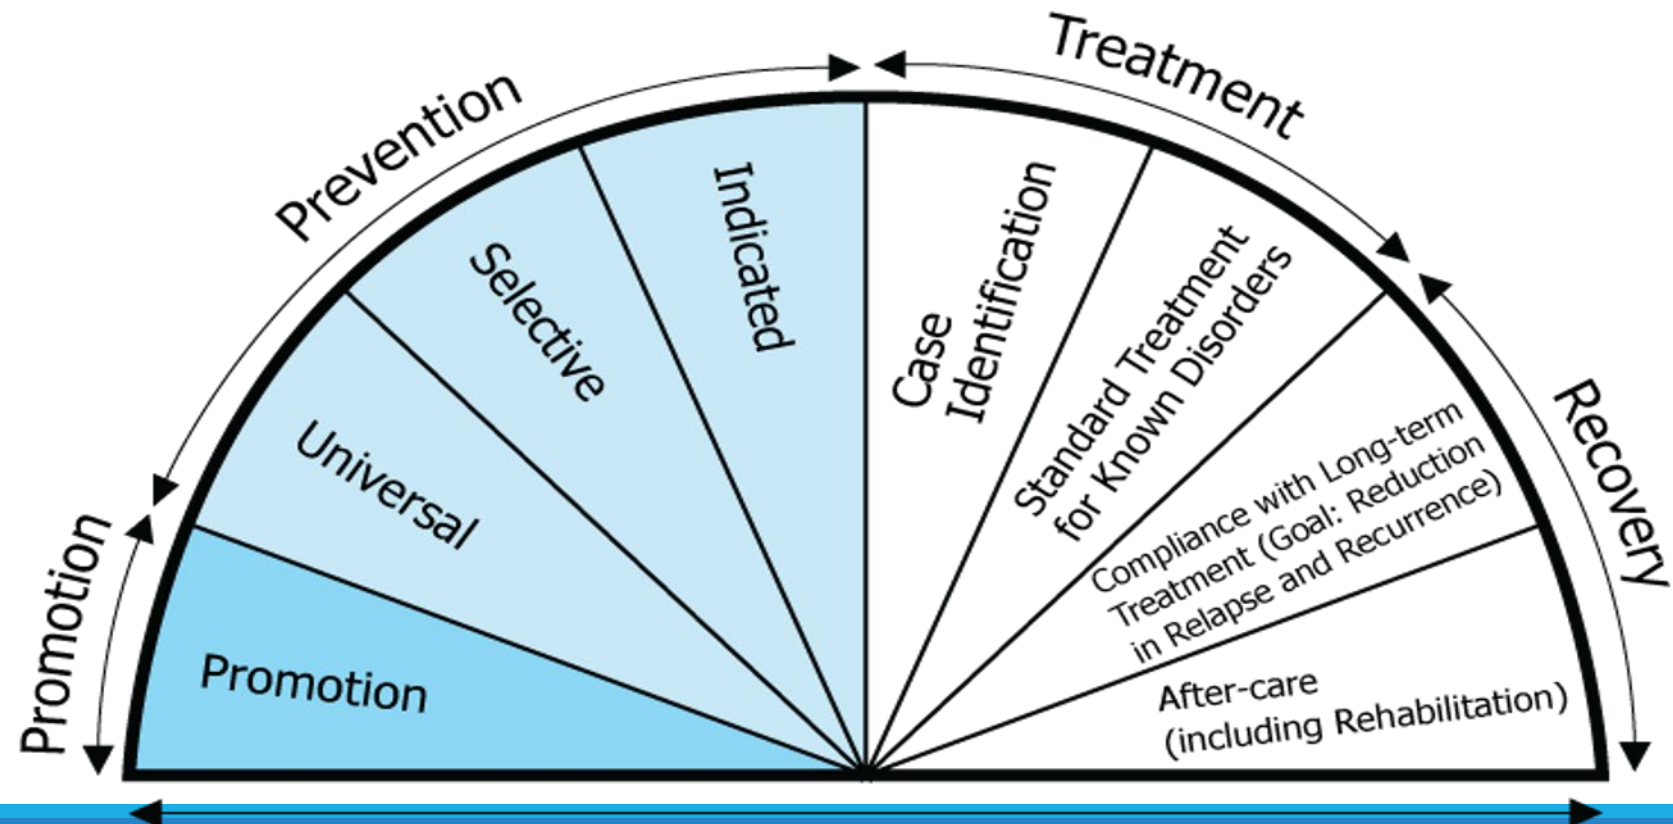 Promotion
Prevention
Treatment
Recovery
Promotion
Universal
Selective
Indicated
Case
Identification
Standard Treatment
for Known Disorders
Compliance with Long-term
Treatment (Goal: Reduction
in Relapse and Recurrence)
After-care
(including Rehabilitation)